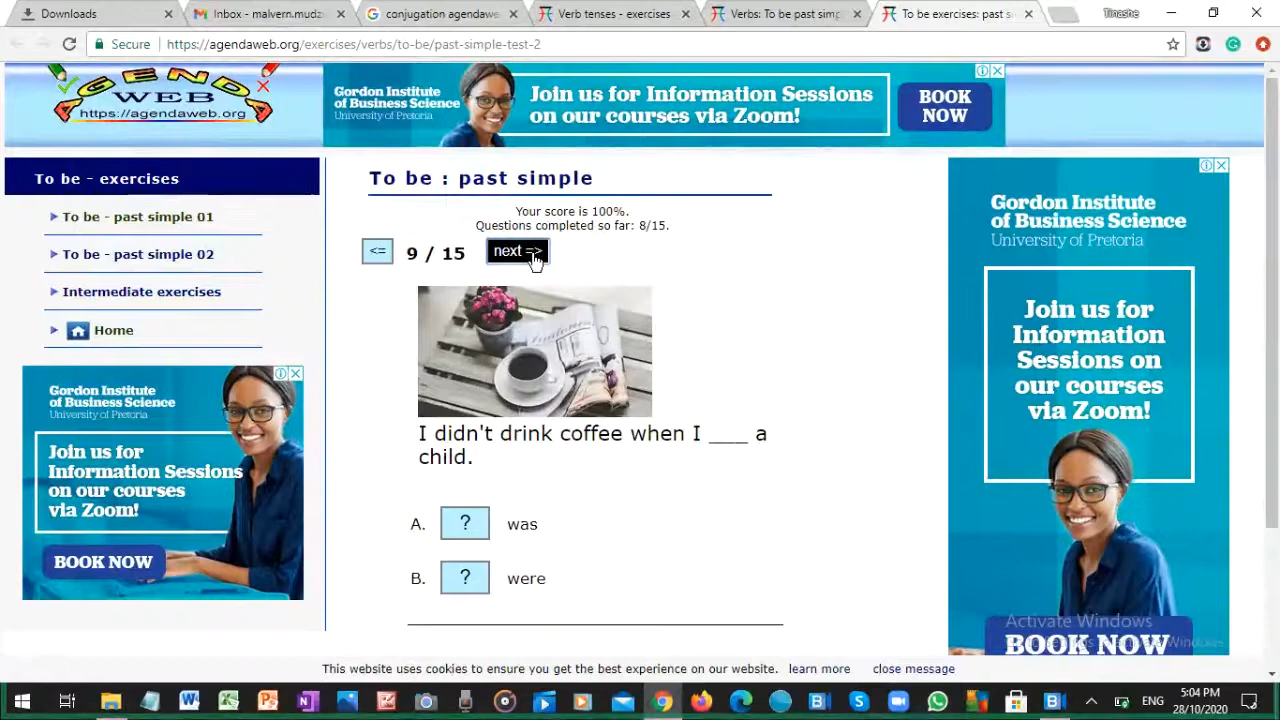 Downloads
Inbox - malvern.mudz
conjugation agendawe
Verb tenses - exercises
Verbs: To be past simp
To be exercises: past s
Tinashe
Secure
https://agendaweb.org/exercises/verbs/to-be/past-simple-test-2
AGENDA
WEB
https://agendaweb.org
Gordon Institute
of Business Science
University of Pretoria
Join us for Information Sessions
on our courses via Zoom!
BOOK
NOW
To be - exercises
To be - past simple 01
To be - past simple 02
Intermediate exercises
Home
Gordon Institute
of Business Science
University of Pretoria
Join us for
Information Sessions
on our courses
via Zoom!
BOOK NOW
To be : past simple
Your score is 100%.
Questions completed so far: 8/15.
<=
9 / 15
next =>
I didn't drink coffee when I ___ a
child.
A. ? was
B. ? were
Gordon Institute
of Business Science
University of Pretoria
Join us for
Information
Sessions on
our courses
via Zoom!
BOOK NOW
Activate Windows
This website uses cookies to ensure you get the best experience on our website.
learn more
close message
ENG
5:04 PM
28/10/2020